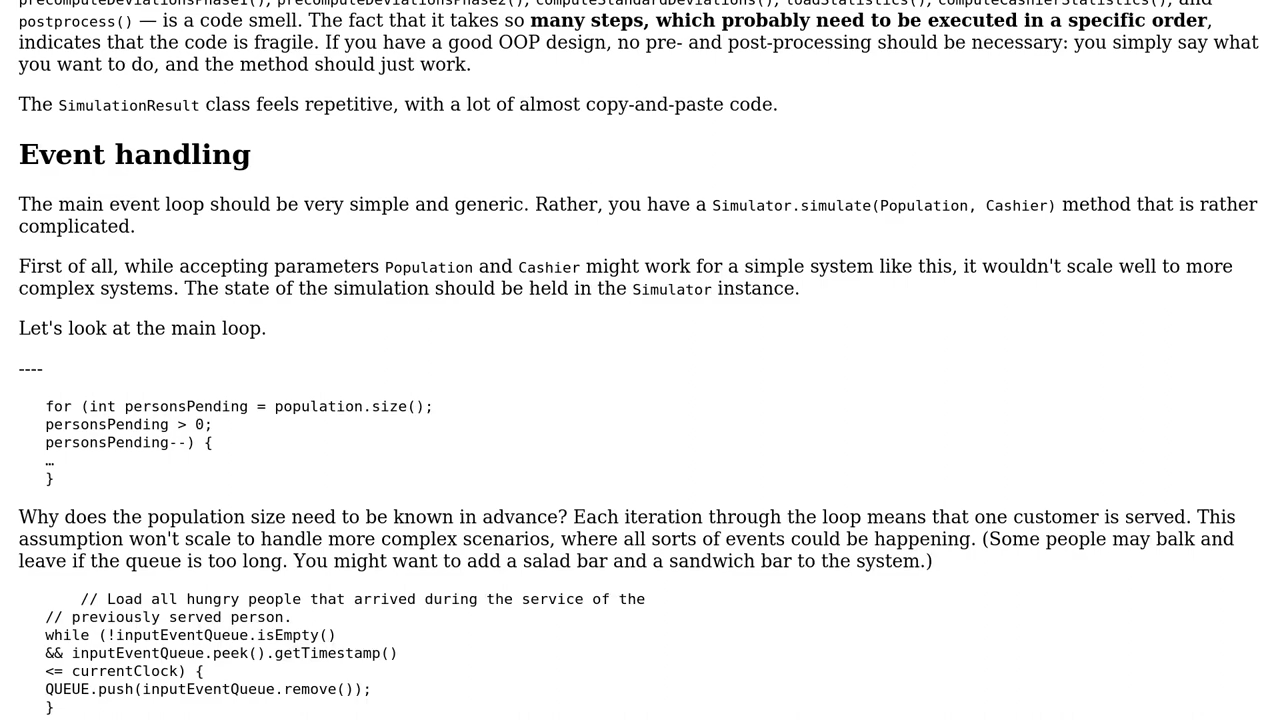 preComputeDeviationsPhase1(), preComputeDeviationsPhase2(), computeStandardDeviations(), loadStatistics(), computeCashierStatistics(), and
postprocess() — is a code smell. The fact that it takes so many steps, which probably need to be executed in a specific order,
indicates that the code is fragile. If you have a good OOP design, no pre- and post-processing should be necessary: you simply say what
you want to do, and the method should just work.
The SimulationResult class feels repetitive, with a lot of almost copy-and-paste code.
Event handling
The main event loop should be very simple and generic. Rather, you have a Simulator.simulate(Population, Cashier) method that is rather
complicated.
First of all, while accepting parameters Population and Cashier might work for a simple system like this, it wouldn't scale well to more
complex systems. The state of the simulation should be held in the Simulator instance.
Let's look at the main loop.
----
for (int personsPending = population.size();
personsPending > 0;
personsPending--) {
…
}
Why does the population size need to be known in advance? Each iteration through the loop means that one customer is served. This
assumption won't scale to handle more complex scenarios, where all sorts of events could be happening. (Some people may balk and
leave if the queue is too long. You might want to add a salad bar and a sandwich bar to the system.)
// Load all hungry people that arrived during the service of the
// previously served person.
while (!inputEventQueue.isEmpty()
&& inputEventQueue.peek().getTimestamp()
<= currentClock) {
QUEUE.push(inputEventQueue.remove());
}